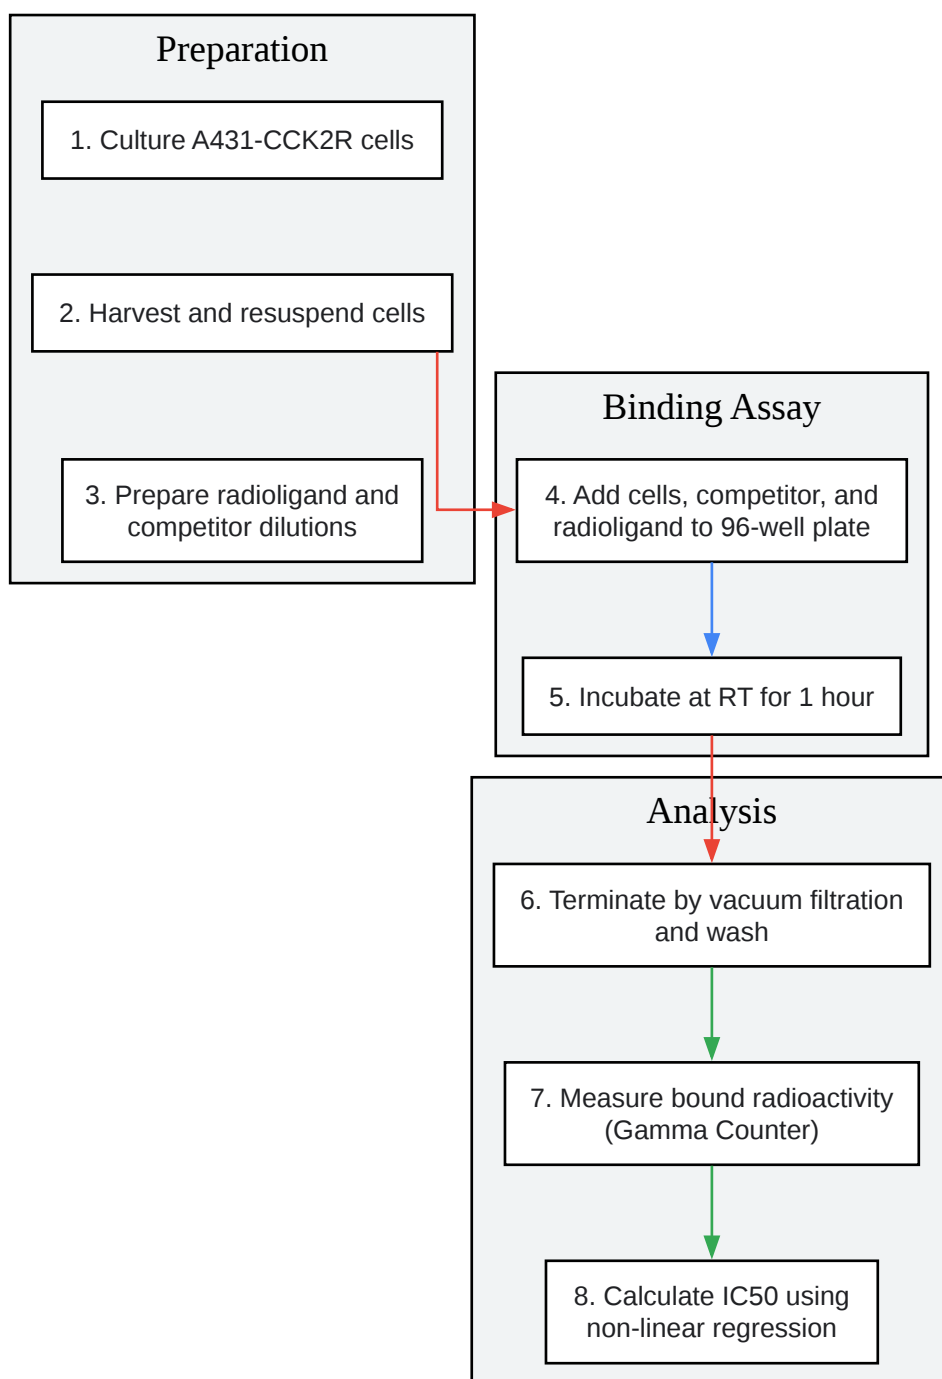 Preparation
1. Culture A431-CCK2R cells
2. Harvest and resuspend cells
3. Prepare radioligand and
competitor dilutions
Binding Assay
4. Add cells, competitor, and
radioligand to 96-well plate
5. Incubate at RT for 1 hour
Analysis
6. Terminate by vacuum filtration
and wash
7. Measure bound radioactivity
(Gamma Counter)
8. Calculate IC50 using
non-linear regression